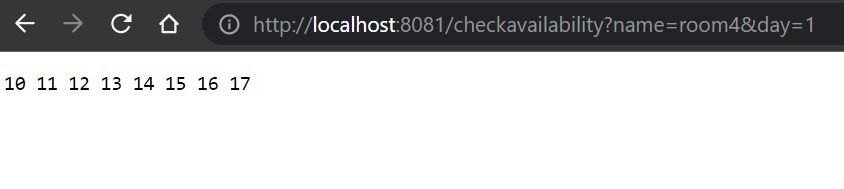 http://localhost:8081/checkavailability?name=room4&day=1
10 11 12 13 14 15 16 17